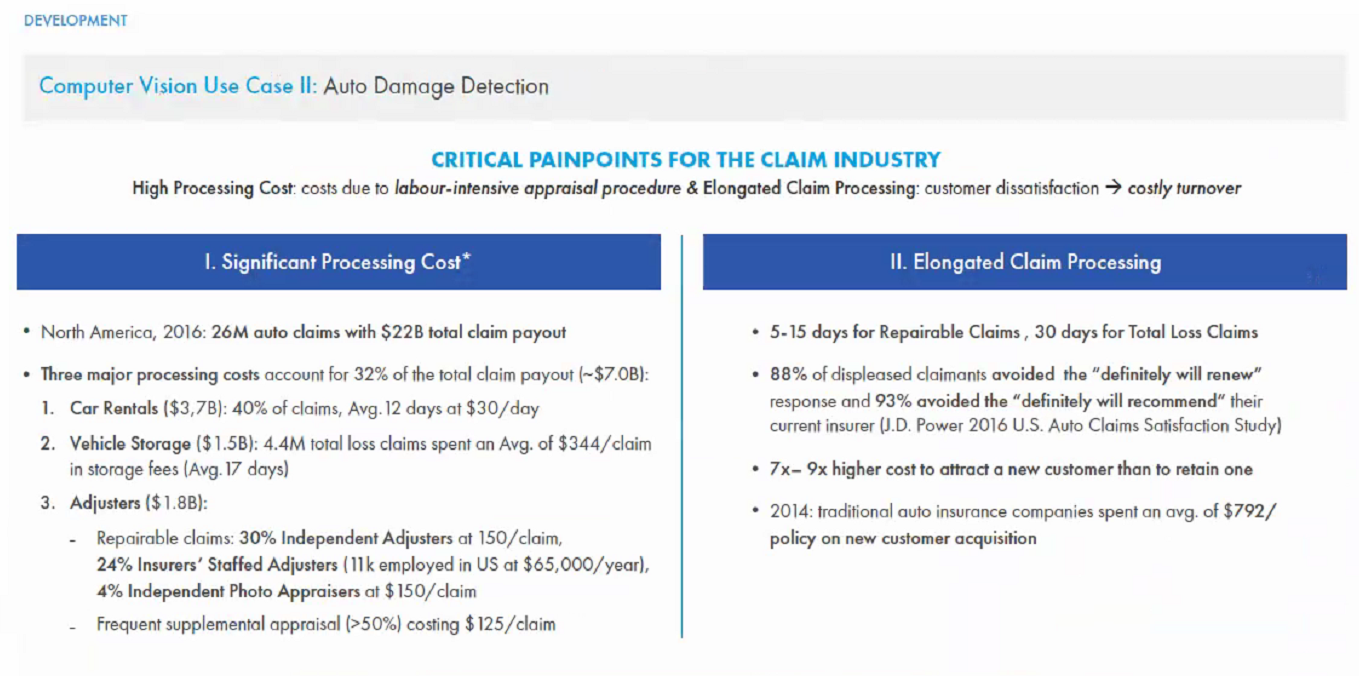 DEVELOPMENT
Computer Vision Use Case II: Auto Damage Detection
CRITICAL PAINPOINTS FOR THE CLAIM INDUSTRY
High Processing Cost: costs due to labour-intensive appraisal procedure & Elongated Claim Processing: customer dissatisfaction → costly turnover
I. Significant Processing Cost*
• North America, 2016: 26M auto claims with $22B total claim payout
• Three major processing costs account for 32% of the total claim payout (~$7.0B):
1. Car Rentals ($3,7B): 40% of claims, Avg.12 days at $30/day
2. Vehicle Storage ($1.5B): 4.4M total loss claims spent an Avg. of $344/claim
in storage fees (Avg.17 days)
3. Adjusters ($1.8B):
- Repairable claims: 30% Independent Adjusters at 150/claim,
24% Insurers’ Staffed Adjusters (11k employed in US at $65,000/year),
4% Independent Photo Appraisers at $150/claim
- Frequent supplemental appraisal (>50%) costing $125/claim
II. Elongated Claim Processing
• 5-15 days for Repairable Claims , 30 days for Total Loss Claims
• 88% of displeased claimants avoided the “definitely will renew”
response and 93% avoided the “definitely will recommend” their
current insurer (J.D. Power 2016 U.S. Auto Claims Satisfaction Study)
• 7x– 9x higher cost to attract a new customer than to retain one
• 2014: traditional auto insurance companies spent an avg. of $792/
policy on new customer acquisition